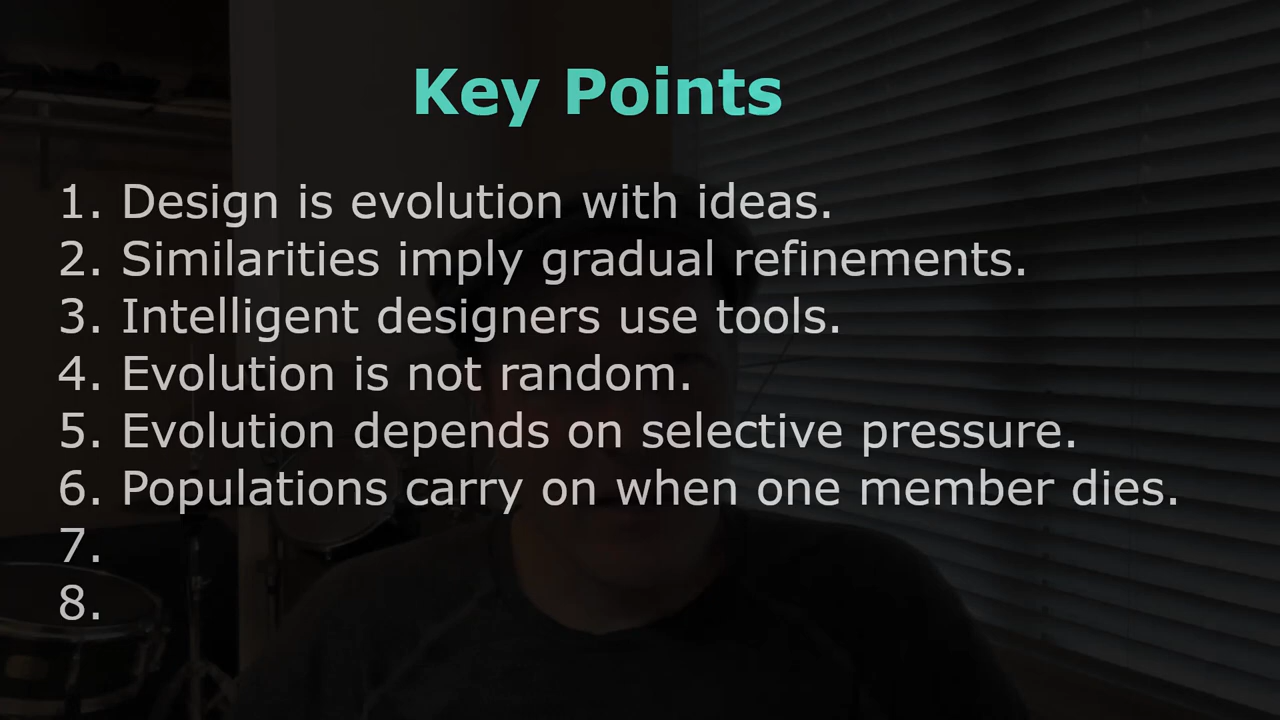 Key Points
1. Design is evolution with ideas.
2. Similarities imply gradual refinements.
3. Intelligent designers use tools.
4. Evolution is not random.
5. Evolution depends on selective pressure.
6. Populations carry on when one member dies.
7.
8.